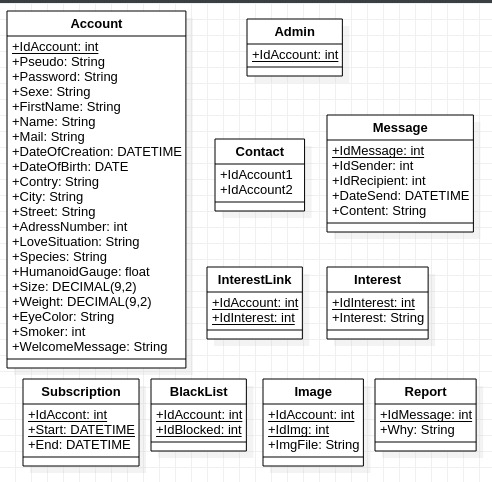 Account
+IdAccount: int
+Pseudo: String
+Password: String
+Sexe: String
+FirstName: String
+Name: String
+Mail: String
+DateOfCreation: DATETIME
+DateOfBirth: DATE
+Contry: String
+City: String
+Street: String
+AdressNumber: int
+LoveSituation: String
+Species: String
+HumanoidGauge: float
+Size: DECIMAL(9,2)
+Weight: DECIMAL(9,2)
+EyeColor: String
+Smoker: int
+WelcomeMessage: String
Admin
+IdAccount: int
Contact
+IdAccount1
+IdAccount2
Message
+IdMessage: int
+IdSender: int
+IdRecipient: int
+DateSend: DATETIME
+Content: String
InterestLink
+IdAccount: int
+IdInterest: int
Interest
+IdInterest: int
+Interest: String
Subscription
+IdAccont: int
+Start: DATETIME
+End: DATETIME
BlackList
+IdAccount: int
+IdBlocked: int
Image
+IdAccount: int
+IdImg: int
+ImgFile: String
Report
+IdMessage: int
+Why: String